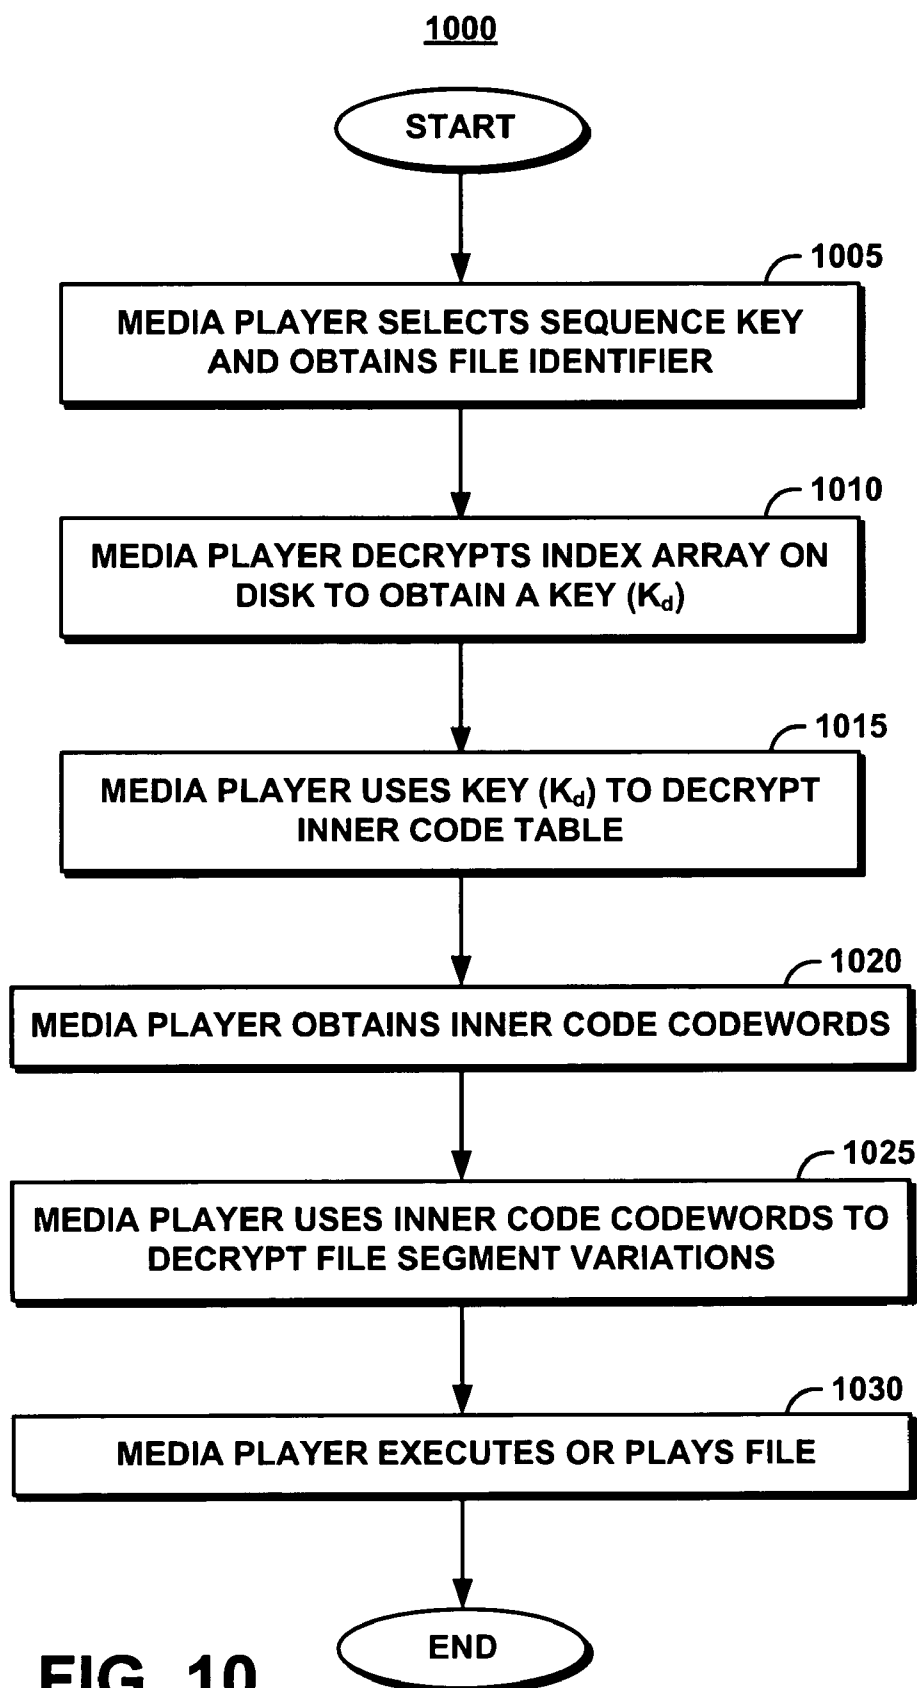 1000
START
1005
MEDIA PLAYER SELECTS SEQUENCE KEY
AND OBTAINS FILE IDENTIFIER
1010
MEDIA PLAYER DECRYPTS INDEX ARRAY ON
DISK TO OBTAIN A KEY (Kd)
1015
MEDIA PLAYER USES KEY (Kd) TO DECRYPT
INNER CODE TABLE
1020
MEDIA PLAYER OBTAINS INNER CODE CODEWORDS
1025
MEDIA PLAYER USES INNER CODE CODEWORDS TO
DECRYPT FILE SEGMENT VARIATIONS
1030
MEDIA PLAYER EXECUTES OR PLAYS FILE
END
FIG. 10